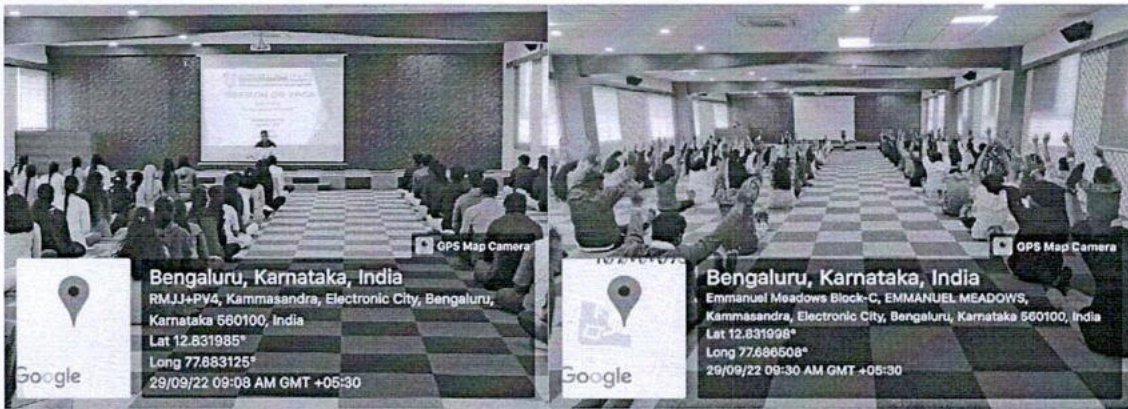 SESSION ON YOGA
GPS Map Camera
Bengaluru, Karnataka, India
RMJJ+PV4, Kammasandra, Electronic City, Bengaluru,
Karnataka 560100, India
Lat 12.831985°
Long 77.683125°
29/09/22 09:08 AM GMT +05:30
Google
GPS Map Camera
Bengaluru, Karnataka, India
Emmanuel Meadows Block-C, EMMANUEL MEADOWS,
Kammasandra, Electronic City, Bengaluru, Karnataka 560100, India
Lat 12.831998°
Long 77.686508°
29/09/22 09:30 AM GMT +05:30
Google